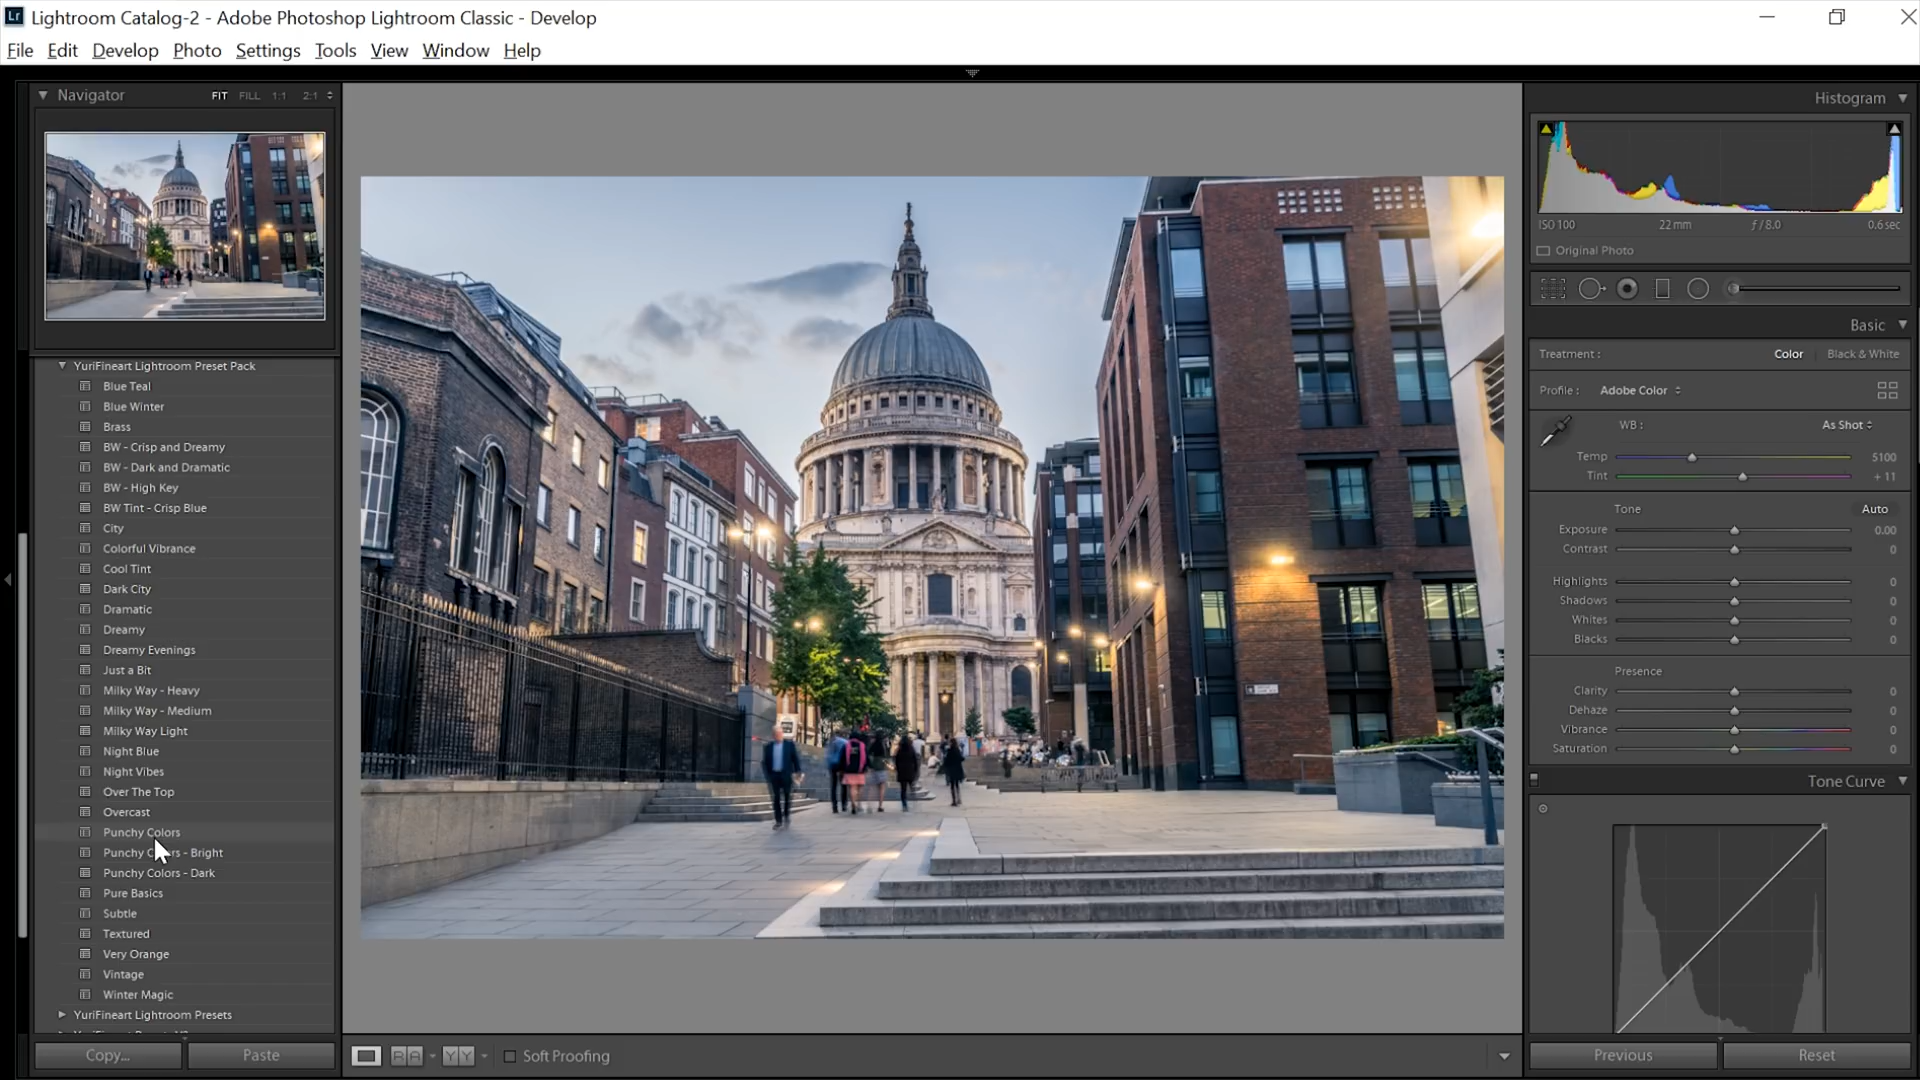 Lr Lightroom Catalog-2 - Adobe Photoshop Lightroom Classic - Develop
File Edit Develop Photo Settings Tools View Window Help
Navigator FIT FILL 1:1 2:1
YuriFineart Lightroom Preset Pack
Blue Teal
Blue Winter
Brass
BW - Crisp and Dreamy
BW - Dark and Dramatic
BW - High Key
BW Tint - Crisp Blue
City
Colorful Vibrance
Cool Tint
Dark City
Dramatic
Dreamy
Dreamy Evenings
Just a Bit
Milky Way - Heavy
Milky Way - Medium
Milky Way Light
Night Blue
Night Vibes
Over The Top
Overcast
Punchy Colors
Punchy - Bright
Punchy Colors - Dark
Pure Basics
Subtle
Textured
Very Orange
Vintage
Winter Magic
YuriFineart Lightroom Presets
Copy... Paste
RA YY Soft Proofing
Histogram
ISO 100 22 mm ƒ / 8.0 0.6 sec
Original Photo
Basic
Treatment : Color Black & White
Profile : Adobe Color
WB : As Shot
Temp 5100
Tint + 11
Tone Auto
Exposure 0.00
Contrast 0
Highlights 0
Shadows 0
Whites 0
Blacks 0
Presence
Clarity 0
Dehaze 0
Vibrance 0
Saturation 0
Tone Curve
Previous Reset